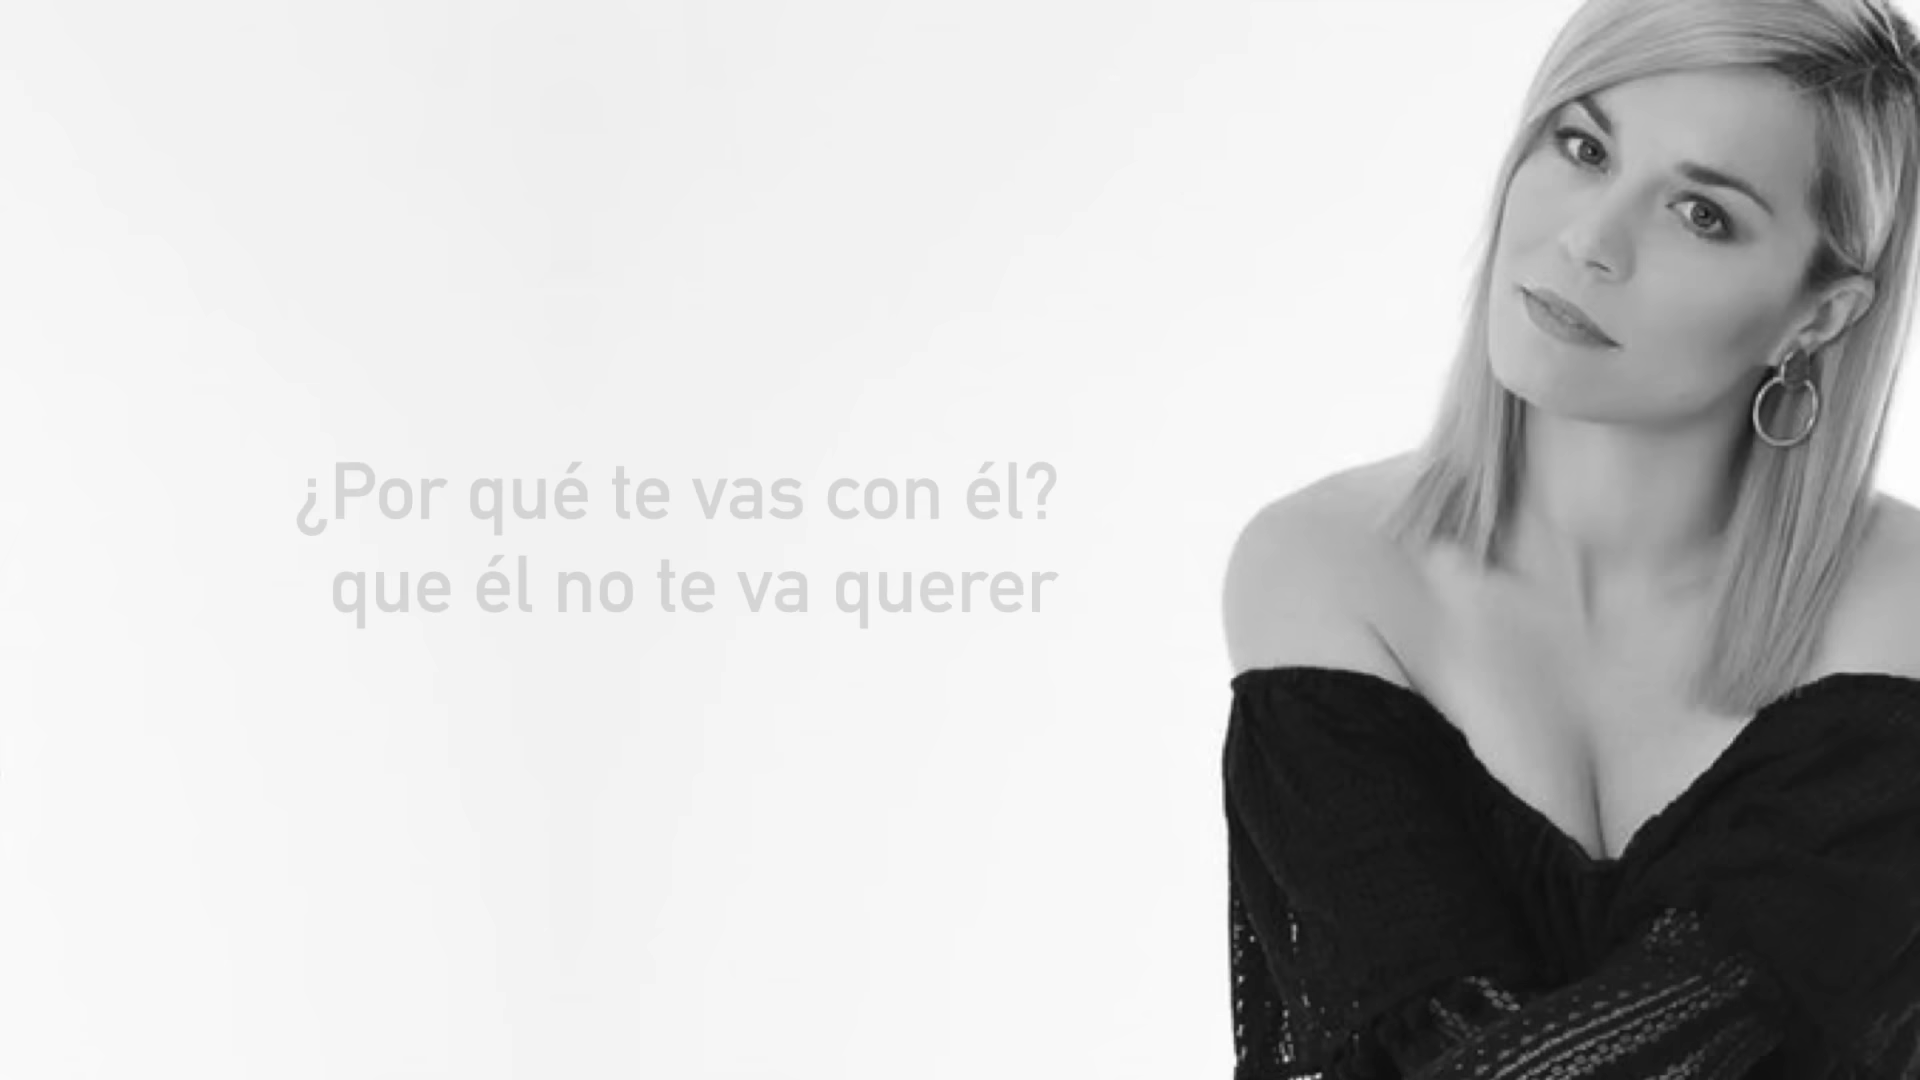 ¿Por qué te vas con él?
que él no te va querer